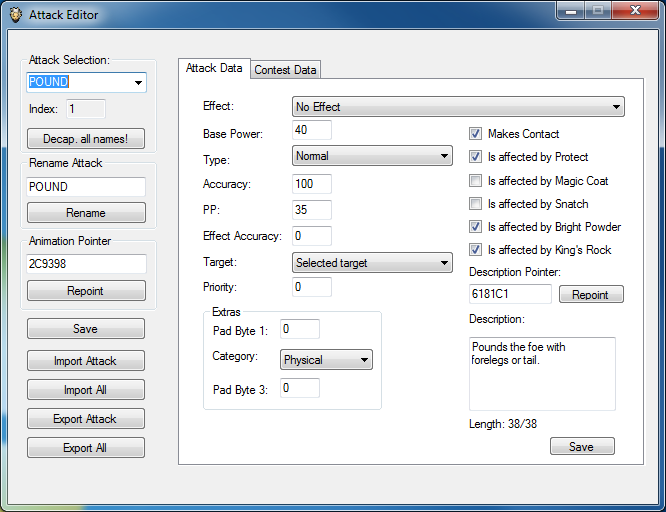 Attack Editor
Attack Selection:
POUND
Index: 1
Decap. all names!
Rename Attack
POUND
Rename
Animation Pointer
2C9398
Repoint
Save
Import Attack
Import All
Export Attack
Export All
Attack Data
Contest Data
Effect: No Effect
Base Power: 40
Type: Normal
Accuracy: 100
PP: 35
Effect Accuracy: 0
Target: Selected target
Priority: 0
Extras
Pad Byte 1: 0
Category: Physical
Pad Byte 3: 0
Makes Contact
Is affected by Protect
Is affected by Magic Coat
Is affected by Snatch
Is affected by Bright Powder
Is affected by King's Rock
Description Pointer:
6181C1 Repoint
Description:
Pounds the foe with
forelegs or tail.
Length: 38/38
Save